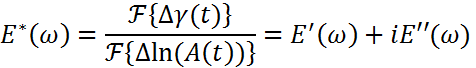 E*(ω) = ℱ{Δγ(t)} / ℱ{Δln(A(t))} = E′(ω) + iE″(ω)